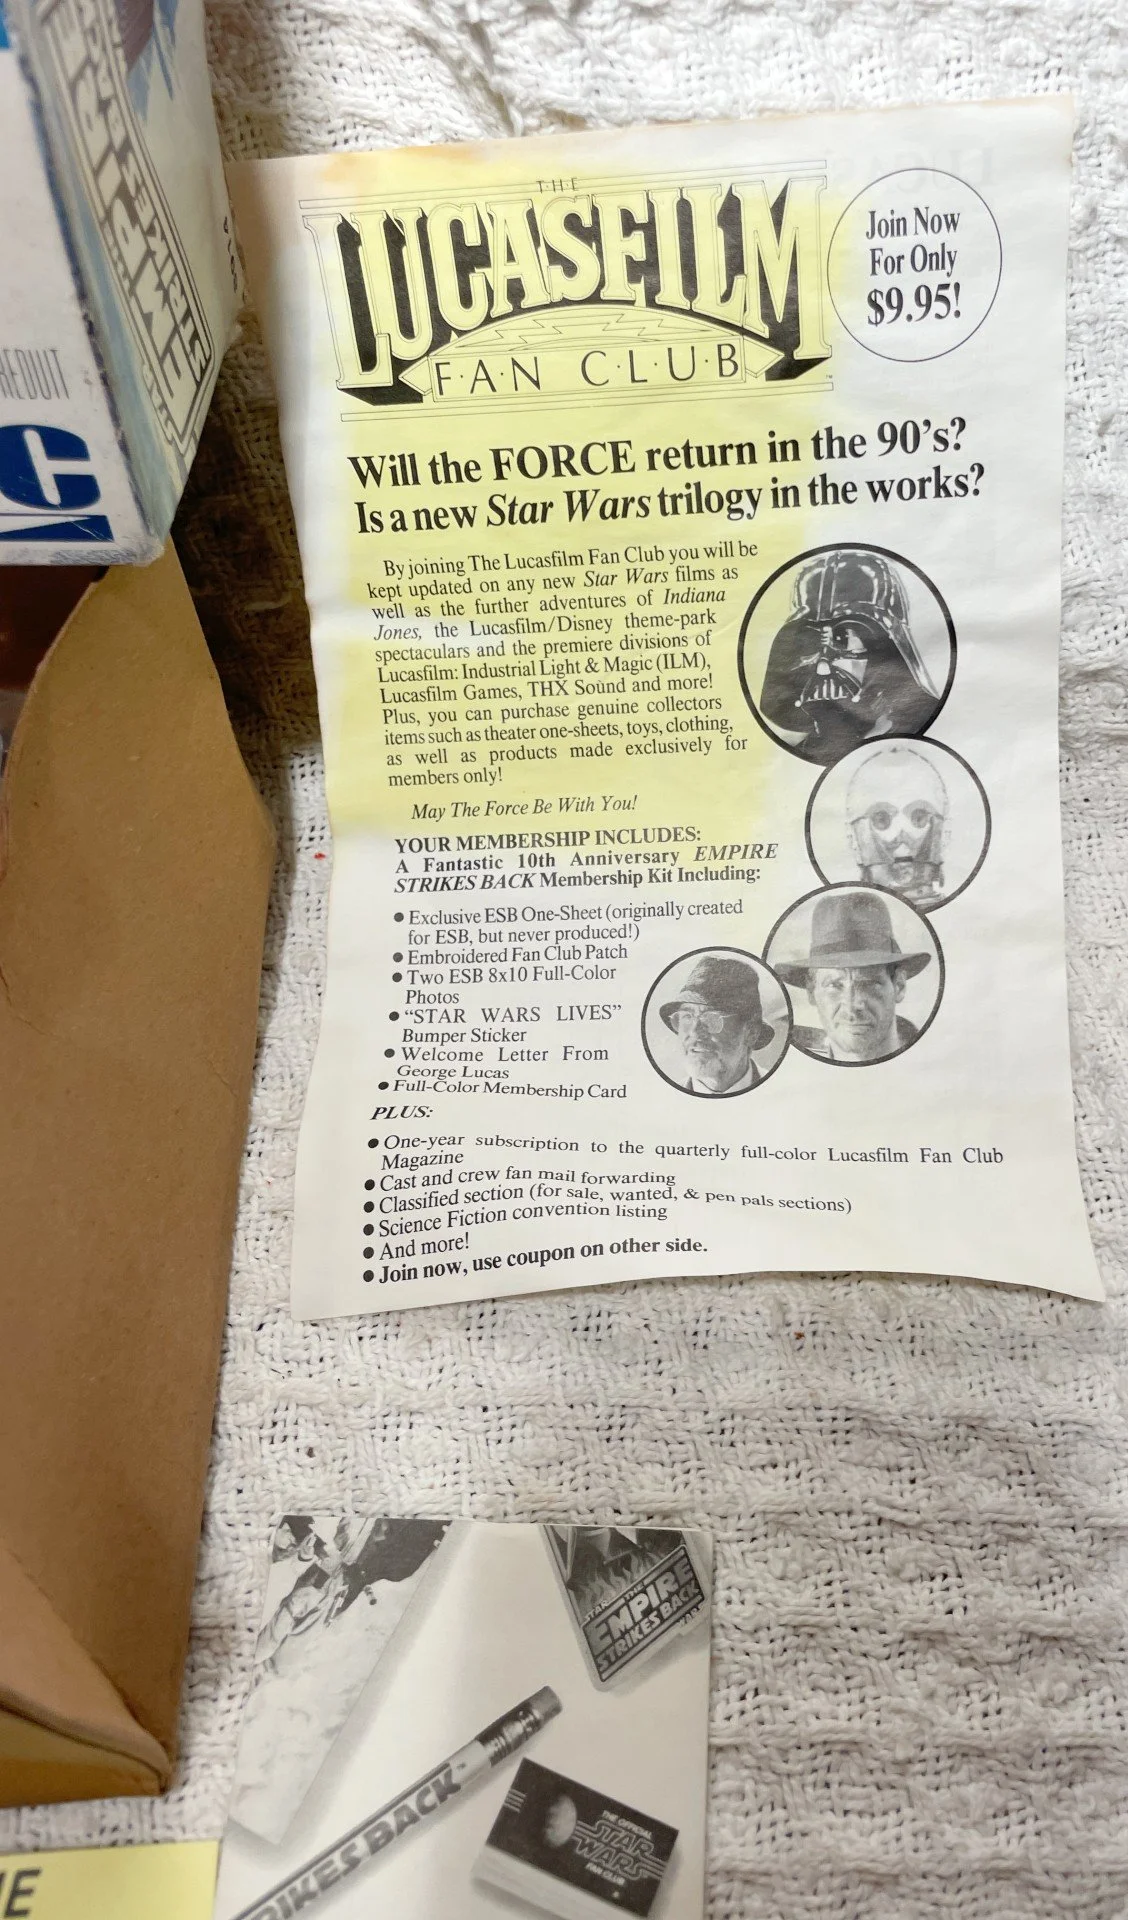 THE
LUCASFILM
F·A·N C·L·U·B
Join Now
For Only
$9.95!
Will the FORCE return in the 90's?
Is a new Star Wars trilogy in the works?
By joining The Lucasfilm Fan Club you will be
kept updated on any new Star Wars films as
well as the further adventures of Indiana
Jones, the Lucasfilm/Disney theme-park
spectaculars and the premiere divisions of
Lucasfilm: Industrial Light & Magic (ILM),
Lucasfilm Games, THX Sound and more!
Plus, you can purchase genuine collectors
items such as theater one-sheets, toys, clothing,
as well as products made exclusively for
members only!
May The Force Be With You!
YOUR MEMBERSHIP INCLUDES:
A Fantastic 10th Anniversary EMPIRE
STRIKES BACK Membership Kit Including:
● Exclusive ESB One-Sheet (originally created
for ESB, but never produced!)
● Embroidered Fan Club Patch
● Two ESB 8x10 Full-Color
Photos
● "STAR WARS LIVES"
Bumper Sticker
● Welcome Letter From
George Lucas
● Full-Color Membership Card
PLUS:
● One-year subscription to the quarterly full-color Lucasfilm Fan Club
Magazine
● Cast and crew fan mail forwarding
● Classified section (for sale, wanted, & pen pals sections)
● Science Fiction convention listing
● And more!
● Join now, use coupon on other side.
STAR THE WARS
EMPIRE
STRIKES BACK
RIKES BACK™
THE OFFICIAL
STAR
WARS
FAN CLUB
REDUIT
C
IE